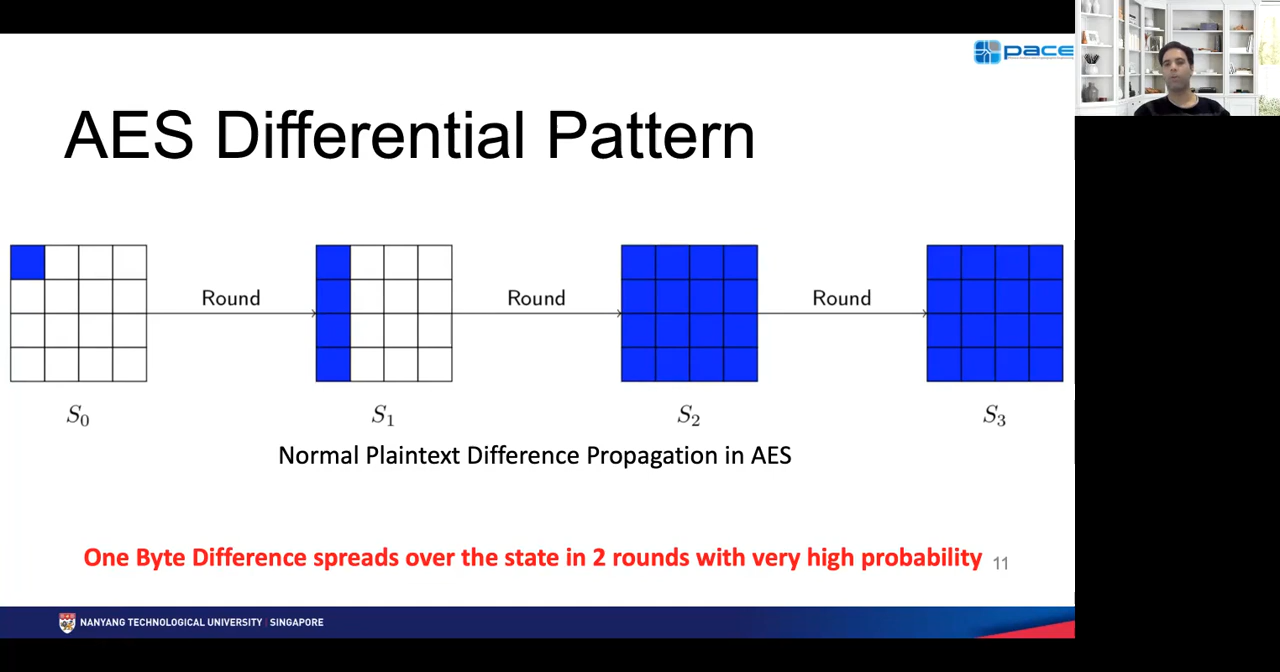 pace
AES Differential Pattern
Round Round Round
S0 S1 S2 S3
Normal Plaintext Difference Propagation in AES
One Byte Difference spreads over the state in 2 rounds with very high probability
11
NANYANG TECHNOLOGICAL UNIVERSITY | SINGAPORE